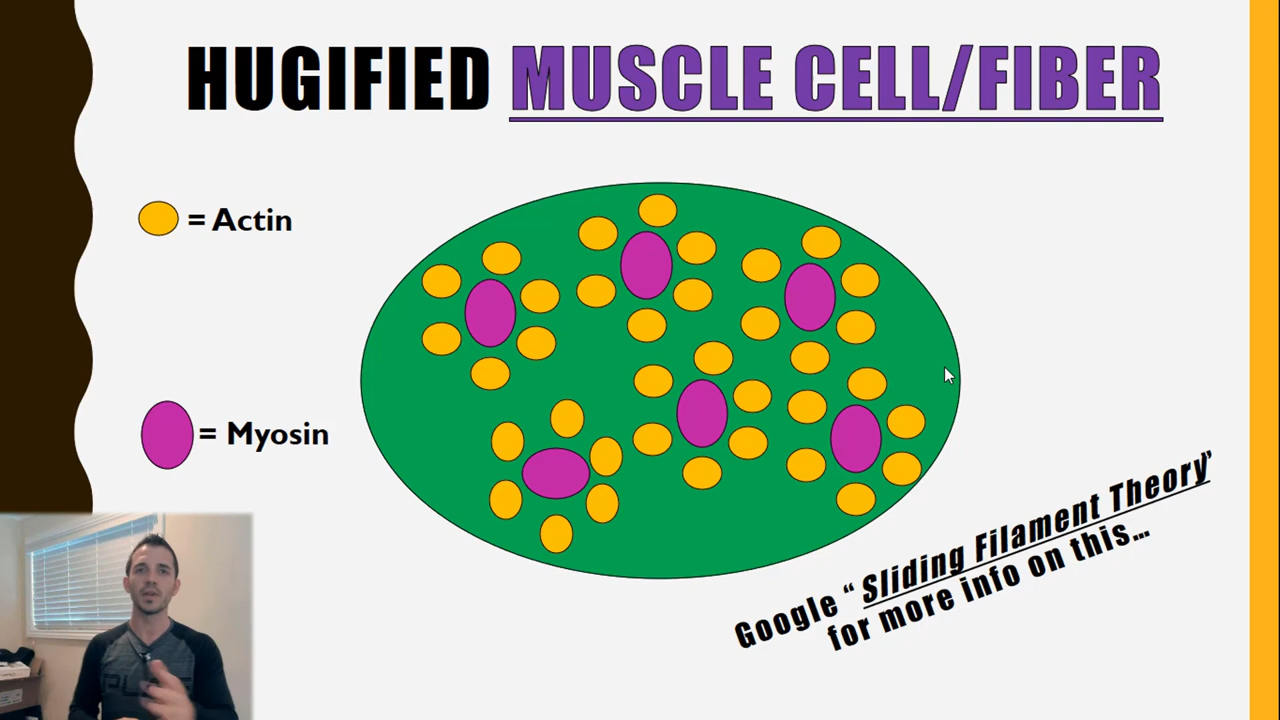 HUGIFIED MUSCLE CELL/FIBER
= Actin
= Myosin
Google “ Sliding Filament Theory”
for more info on this...